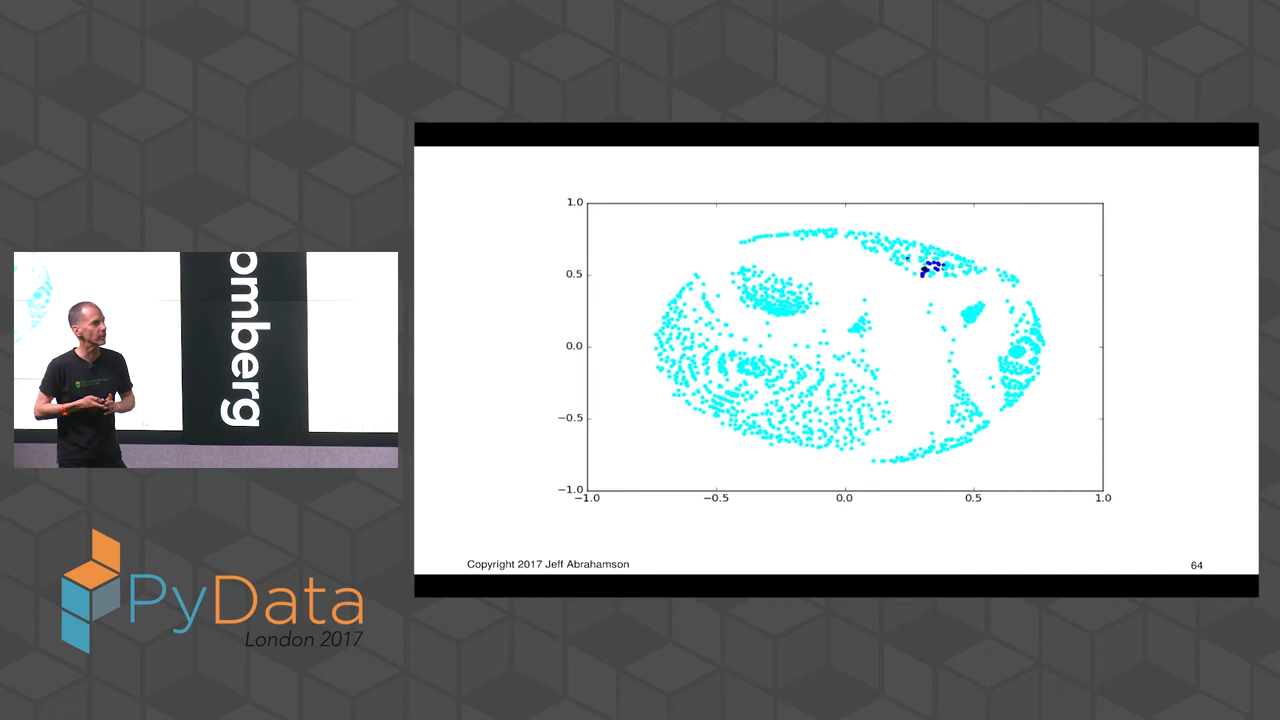 omberg
PyData
London 2017
1.0
0.5
0.0
−0.5
−1.0
−1.0
−0.5
0.0
0.5
1.0
Copyright 2017 Jeff Abrahamson
64